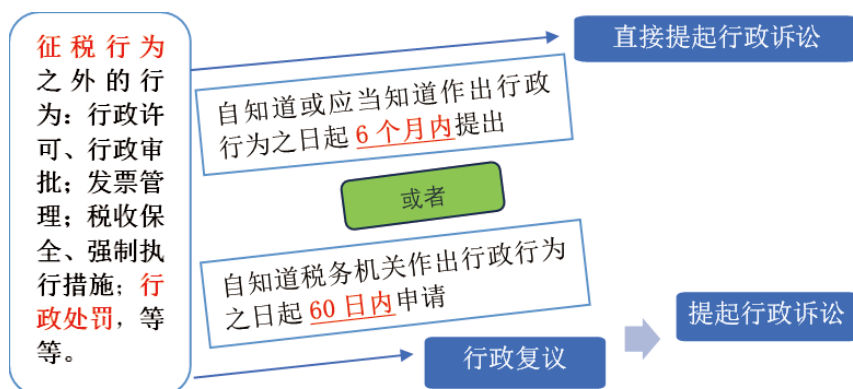 征税行为
之外的行
为：行政许
可、行政审
批；发票管
理；税收保
全、强制执
行措施；行
政处罚，等
等。
直接提起行政诉讼
自知道或应当知道作出行政
行为之日起 6 个月内提出
或者
自知道税务机关作出行政行为
之日起 60 日内申请
行政复议
提起行政诉讼